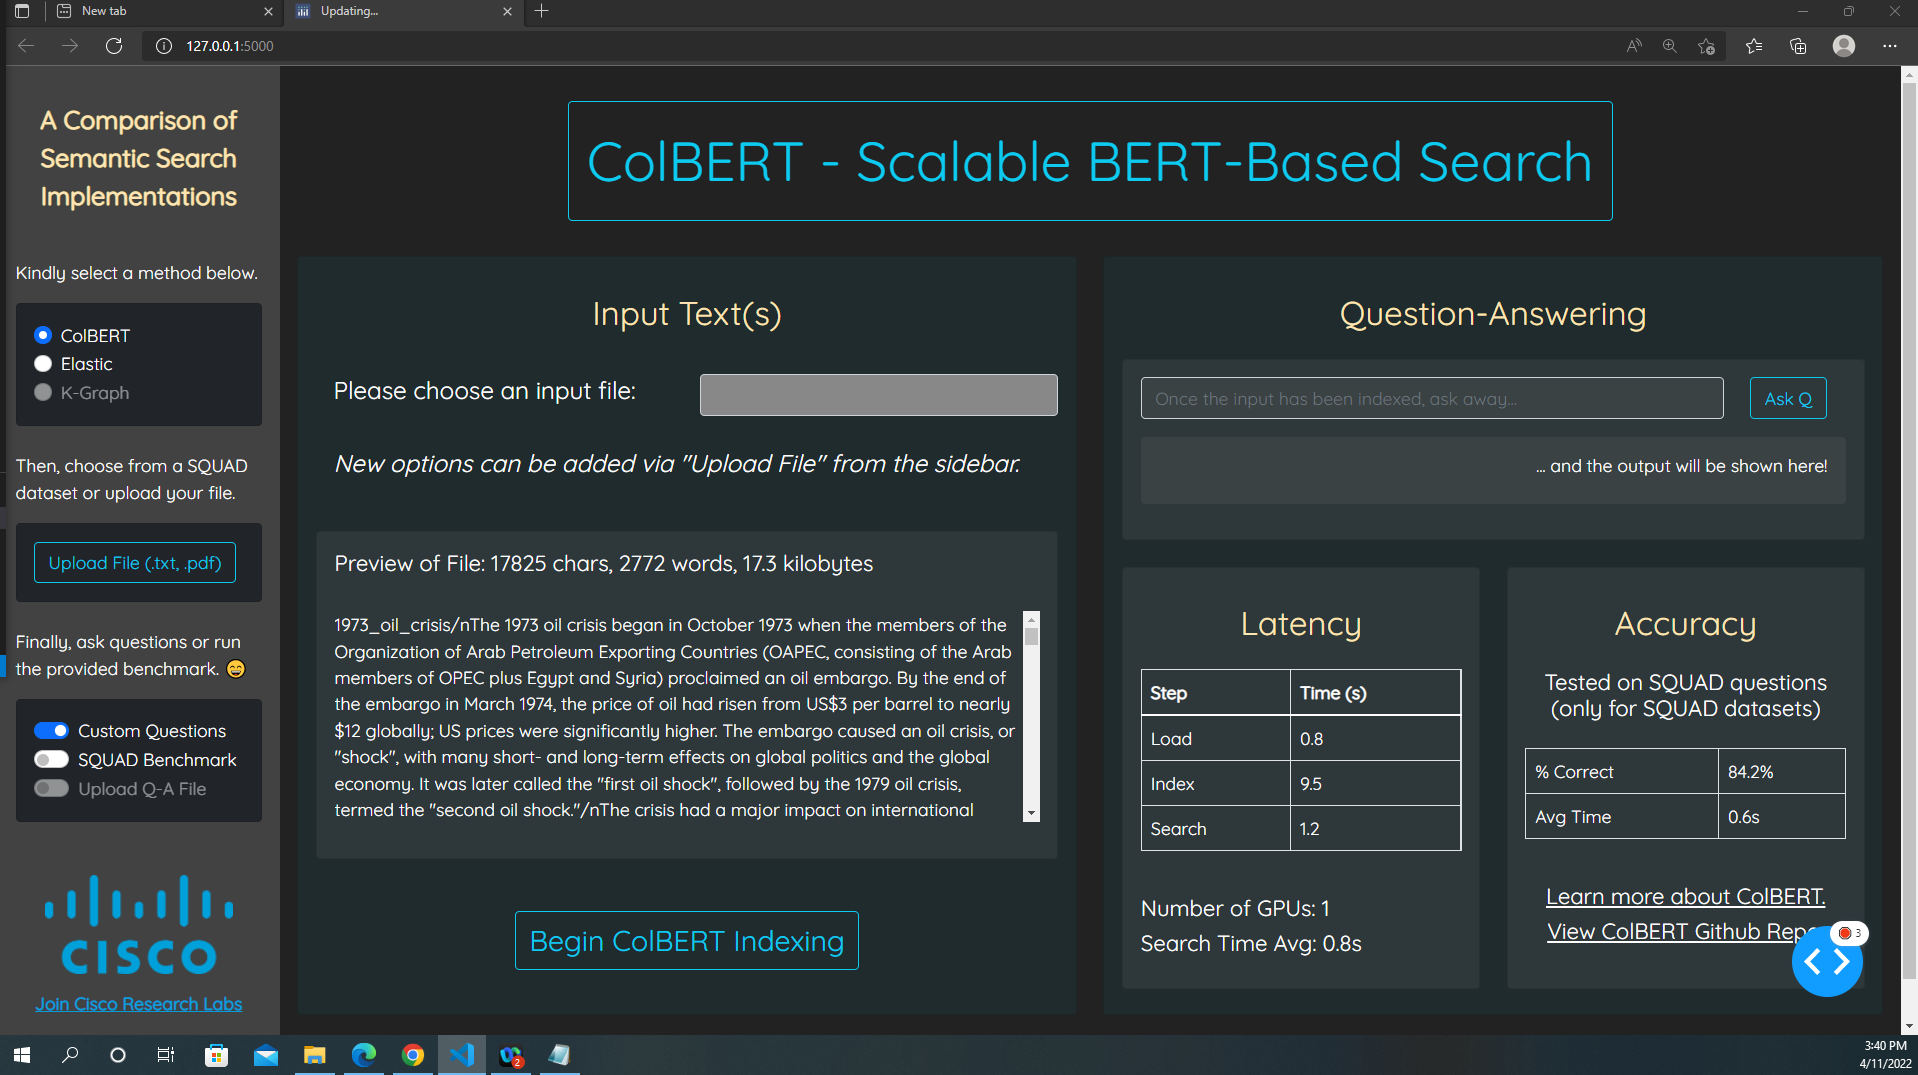 New tab
Updating...
127.0.0.1:5000
A Comparison of
Semantic Search
Implementations
Kindly select a method below.
ColBERT
Elastic
K-Graph
Then, choose from a SQUAD
dataset or upload your file.
Upload File (.txt, .pdf)
Finally, ask questions or run
the provided benchmark. 😄
Custom Questions
SQUAD Benchmark
Upload Q-A File
CISCO
Join Cisco Research Labs
ColBERT - Scalable BERT-Based Search
Input Text(s)
Please choose an input file:
New options can be added via "Upload File" from the sidebar.
Preview of File: 17825 chars, 2772 words, 17.3 kilobytes
1973_oil_crisis/nThe 1973 oil crisis began in October 1973 when the members of the
Organization of Arab Petroleum Exporting Countries (OAPEC, consisting of the Arab
members of OPEC plus Egypt and Syria) proclaimed an oil embargo. By the end of
the embargo in March 1974, the price of oil had risen from US$3 per barrel to nearly
$12 globally; US prices were significantly higher. The embargo caused an oil crisis, or
"shock", with many short- and long-term effects on global politics and the global
economy. It was later called the "first oil shock", followed by the 1979 oil crisis,
termed the "second oil shock."/nThe crisis had a major impact on international
Begin ColBERT Indexing
Question-Answering
Once the input has been indexed, ask away...
Ask Q
... and the output will be shown here!
Latency
Step Time (s)
Load 0.8
Index 9.5
Search 1.2
Number of GPUs: 1
Search Time Avg: 0.8s
Accuracy
Tested on SQUAD questions
(only for SQUAD datasets)
% Correct 84.2%
Avg Time 0.6s
Learn more about ColBERT.
View ColBERT Github
3
2
3:40 PM
4/11/2022